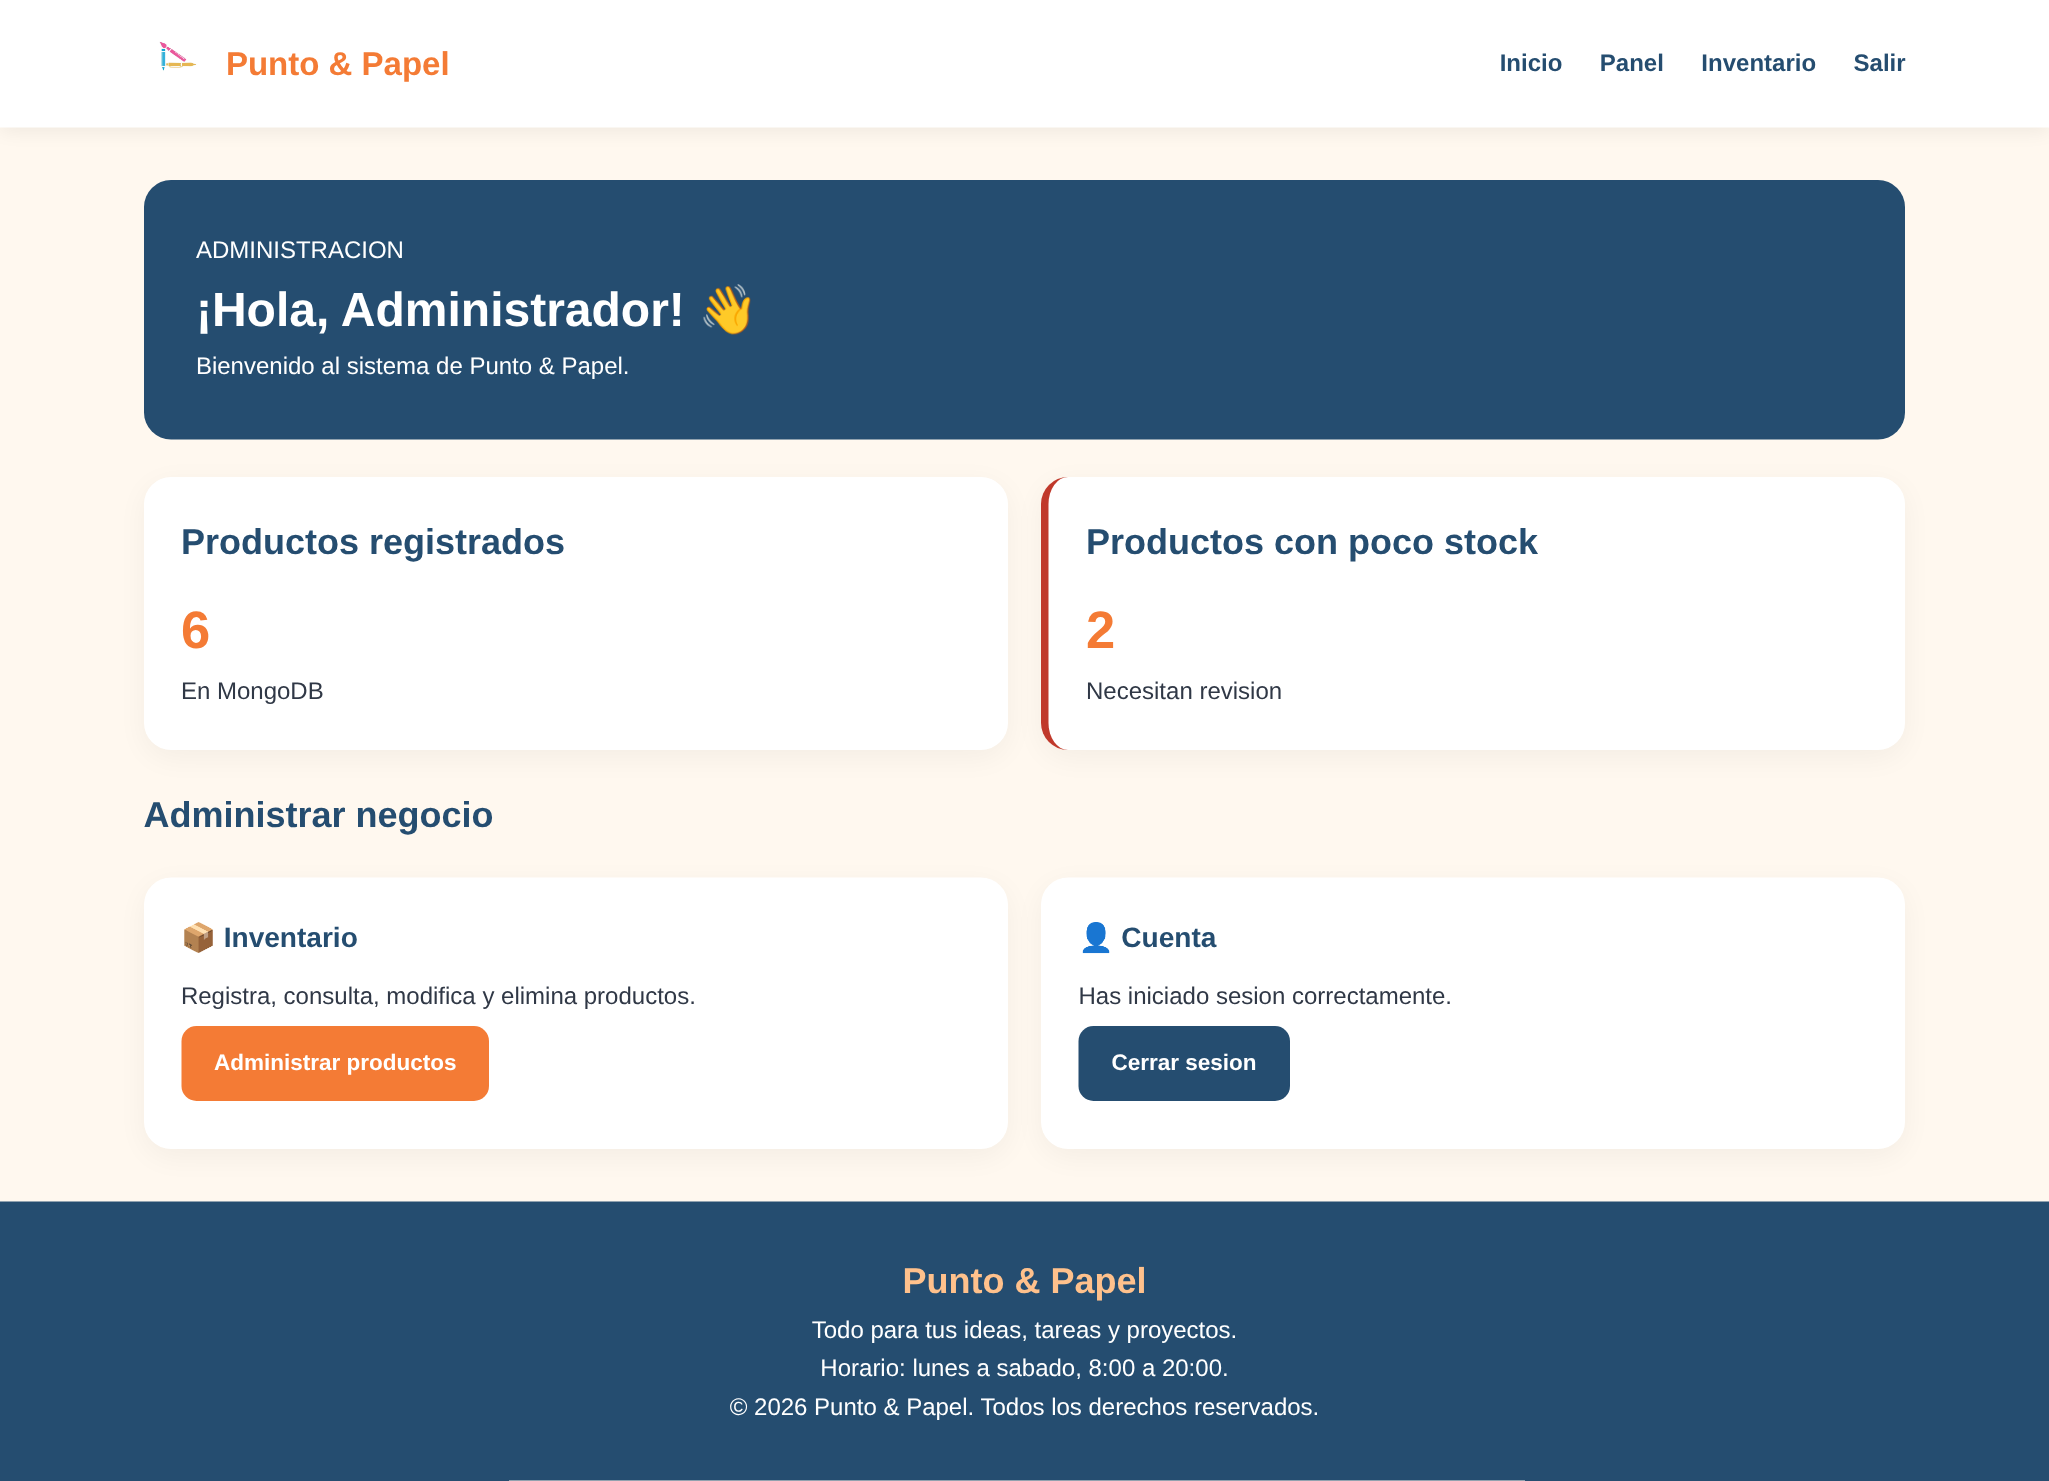 Punto & Papel
Inicio Panel Inventario Salir
ADMINISTRACION
¡Hola, Administrador! 👋
Bienvenido al sistema de Punto & Papel.
Productos registrados
6
En MongoDB
Productos con poco stock
2
Necesitan revision
Administrar negocio
📦 Inventario
Registra, consulta, modifica y elimina productos.
Administrar productos
👤 Cuenta
Has iniciado sesion correctamente.
Cerrar sesion
Punto & Papel
Todo para tus ideas, tareas y proyectos.
Horario: lunes a sabado, 8:00 a 20:00.
© 2026 Punto & Papel. Todos los derechos reservados.